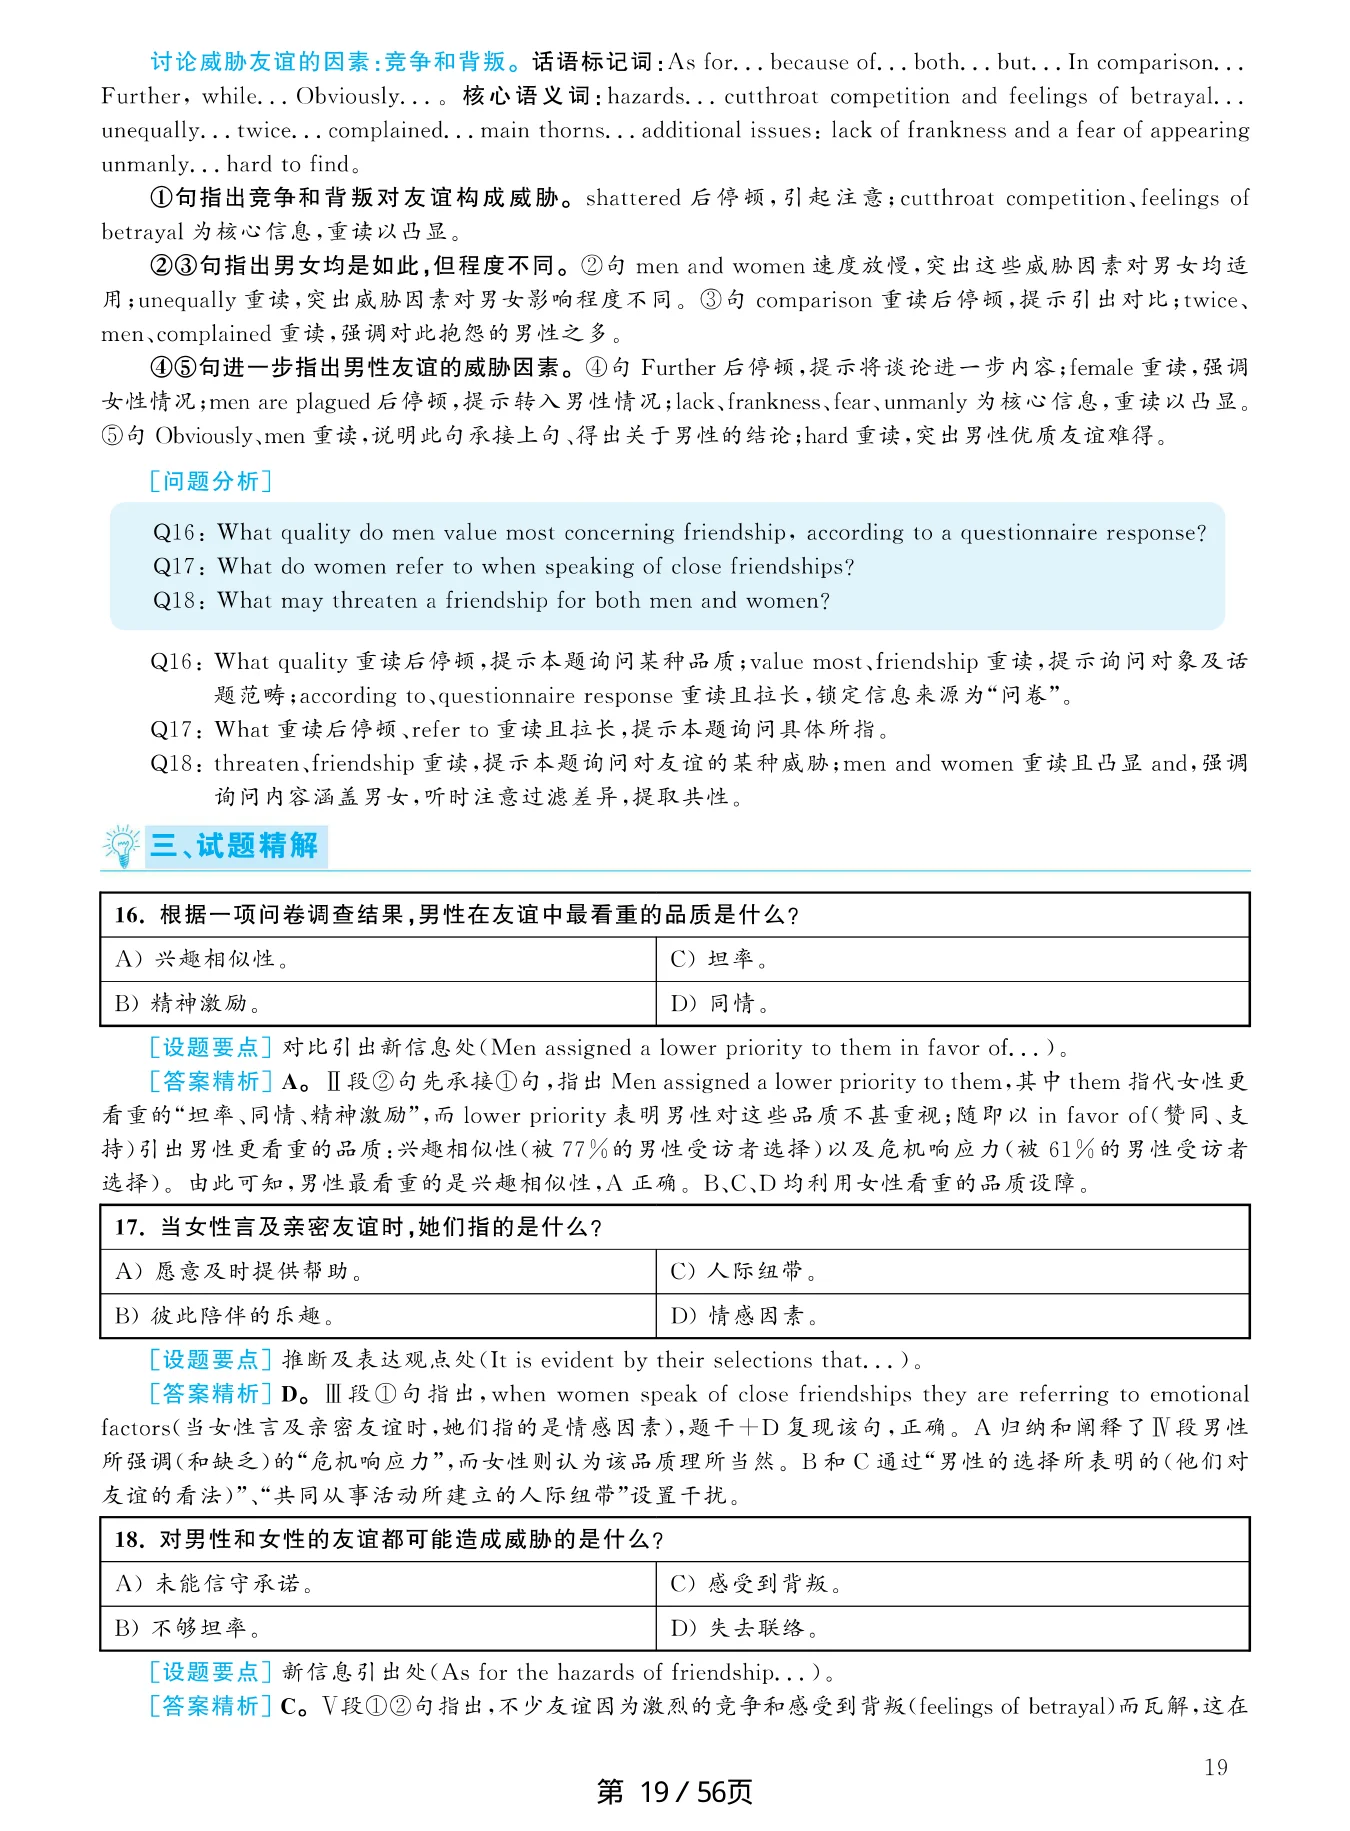 讨论威胁友谊的因素:竞争和背叛。话语标记词:As for...because of...both...but...In comparison...
Further, while...Obviously...。核心语义词:hazards...cutthroat competition and feelings of betrayal...
unequally...twice...complained...main thorns...additional issues: lack of frankness and a fear of appearing
unmanly...hard to find。
①句指出竞争和背叛对友谊构成威胁。shattered 后停顿,引起注意;cutthroat competition、feelings of
betrayal 为核心信息,重读以凸显。
②③句指出男女均是如此,但程度不同。②句 men and women 速度放慢,突出这些威胁因素对男女均适
用;unequally 重读,突出威胁因素对男女影响程度不同。③句 comparison 重读后停顿,提示引出对比;twice、
men、complained 重读,强调对此抱怨的男性之多。
④⑤句进一步指出男性友谊的威胁因素。④句 Further 后停顿,提示将谈论进一步内容;female 重读,强调
女性情况;men are plagued 后停顿,提示转入男性情况;lack、frankness、fear、unmanly 为核心信息,重读以凸显。
⑤句 Obviously、men 重读,说明此句承接上句、得出关于男性的结论;hard 重读,突出男性优质友谊难得。
[问题分析]
Q16: What quality do men value most concerning friendship, according to a questionnaire response?
Q17: What do women refer to when speaking of close friendships?
Q18: What may threaten a friendship for both men and women?
Q16: What quality 重读后停顿,提示本题询问某种品质;value most、friendship 重读,提示询问对象及话
题范畴;according to、questionnaire response 重读且拉长,锁定信息来源为“问卷”。
Q17: What 重读后停顿、refer to 重读且拉长,提示本题询问具体所指。
Q18: threaten、friendship 重读,提示本题询问对友谊的某种威胁;men and women 重读且凸显 and,强调
询问内容涵盖男女,听时注意过滤差异,提取共性。
三、试题精解
16. 根据一项问卷调查结果,男性在友谊中最看重的品质是什么?
A) 兴趣相似性。 C) 坦率。
B) 精神激励。 D) 同情。
[设题要点] 对比引出新信息处(Men assigned a lower priority to them in favor of...)。
[答案精析] A。Ⅱ段②句先承接①句,指出 Men assigned a lower priority to them,其中 them 指代女性更
看重的“坦率、同情、精神激励”,而 lower priority 表明男性对这些品质不甚重视;随即以 in favor of(赞同、支
持)引出男性更看重的品质:兴趣相似性(被 77%的男性受访者选择)以及危机响应力(被 61%的男性受访者
选择)。由此可知,男性最看重的是兴趣相似性,A 正确。B、C、D 均利用女性看重的品质设障。
17. 当女性言及亲密友谊时,她们指的是什么?
A) 愿意及时提供帮助。 C) 人际纽带。
B) 彼此陪伴的乐趣。 D) 情感因素。
[设题要点] 推断及表达观点处(It is evident by their selections that...)。
[答案精析] D。Ⅲ段①句指出,when women speak of close friendships they are referring to emotional
factors(当女性言及亲密友谊时,她们指的是情感因素),题干+D 复现该句,正确。A 归纳和阐释了Ⅳ段男性
所强调(和缺乏)的“危机响应力”,而女性则认为该品质理所当然。B 和 C 通过“男性的选择所表明的(他们对
友谊的看法)”、“共同从事活动所建立的人际纽带”设置干扰。
18. 对男性和女性的友谊都可能造成威胁的是什么?
A) 未能信守承诺。 C) 感受到背叛。
B) 不够坦率。 D) 失去联络。
[设题要点] 新信息引出处(As for the hazards of friendship...)。
[答案精析] C。Ⅴ段①②句指出,不少友谊因为激烈的竞争和感受到背叛(feelings of betrayal)而瓦解,这在
19
第 19 / 56页